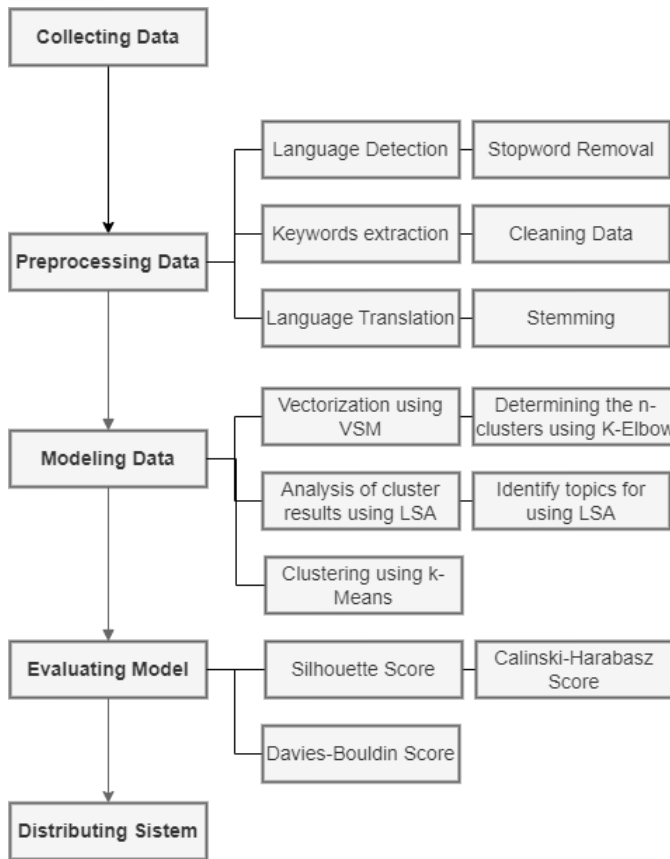 Collecting Data
Language Detection
Stopword Removal
Keywords extraction
Cleaning Data
Preprocessing Data
Language Translation
Stemming
Vectorization using
VSM
Determining the n-
clusters using K-Elbow
Modeling Data
Analysis of cluster
results using LSA
Identify topics for
using LSA
Clustering using k-
Means
Evaluating Model
Silhouette Score
Calinski-Harabasz
Score
Davies-Bouldin Score
Distributing Sistem